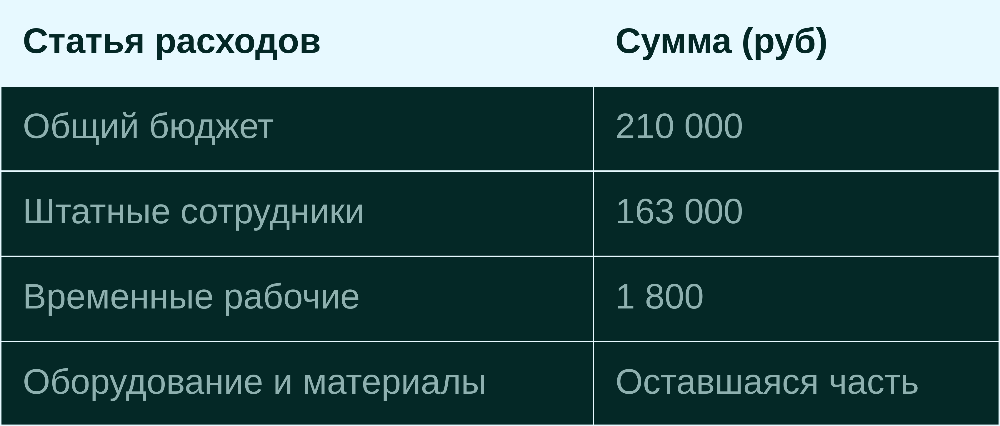 Статья расходов Сумма (руб)
Общий бюджет 210 000
Штатные сотрудники 163 000
Временные рабочие 1 800
Оборудование и материалы Оставшаяся часть